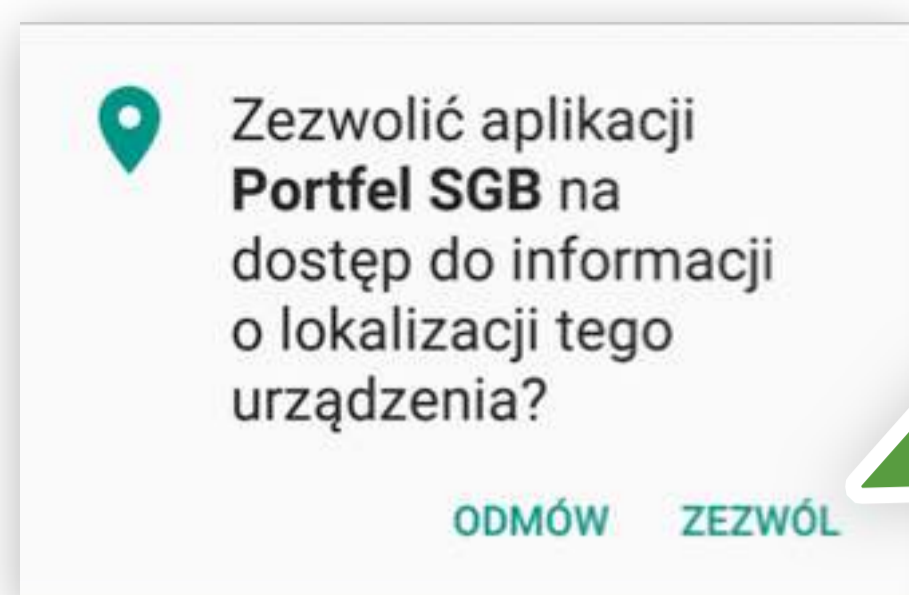 Zezwolić aplikacji
Portfel SGB na
dostęp do informacji
o lokalizacji tego
urządzenia?
ODMÓW ZEZWÓL